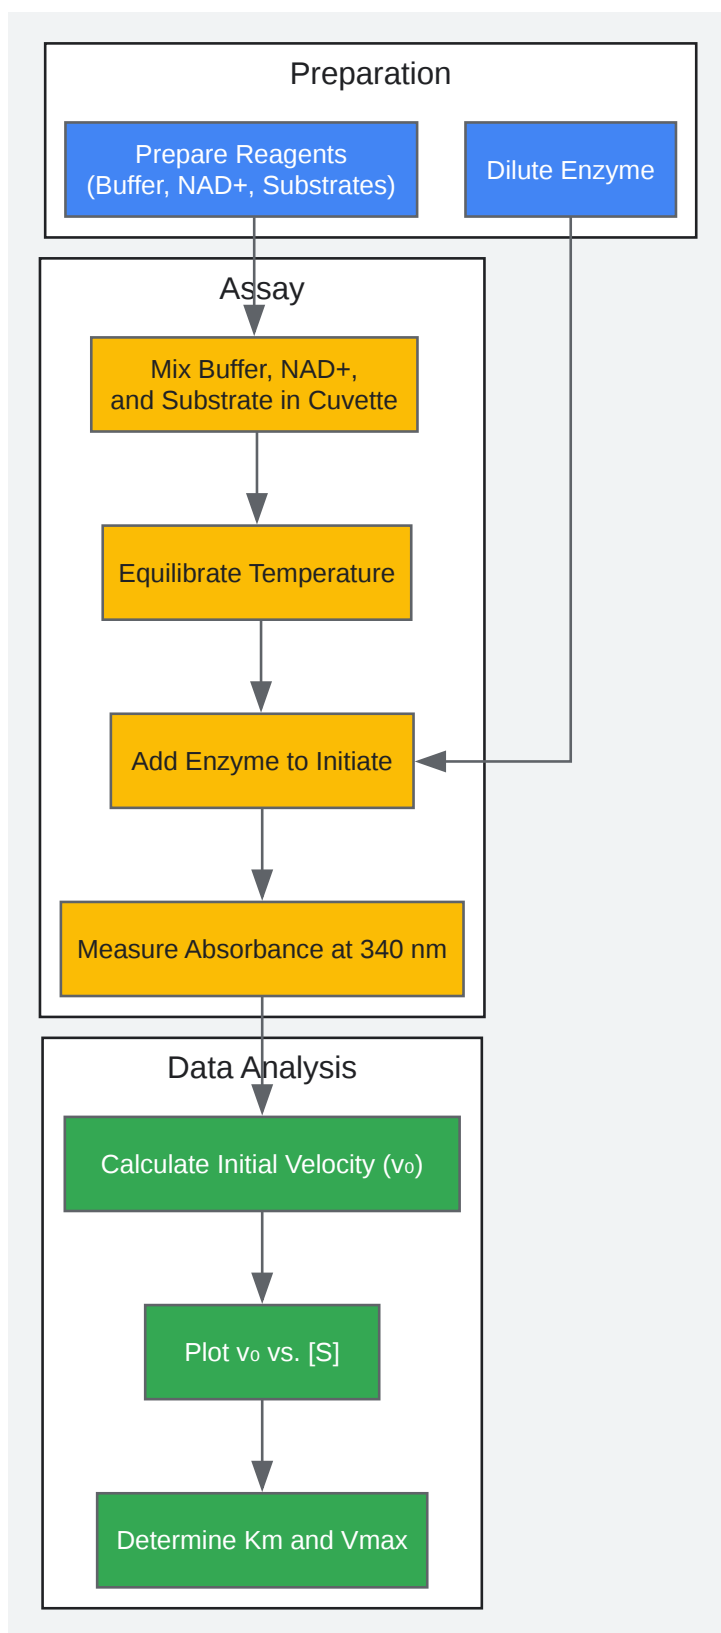 Preparation
Prepare Reagents
(Buffer, NAD+, Substrates)
Dilute Enzyme
Assay
Mix Buffer, NAD+,
and Substrate in Cuvette
Equilibrate Temperature
Add Enzyme to Initiate
Measure Absorbance at 340 nm
Data Analysis
Calculate Initial Velocity (v₀)
Plot v₀ vs. [S]
Determine Km and Vmax